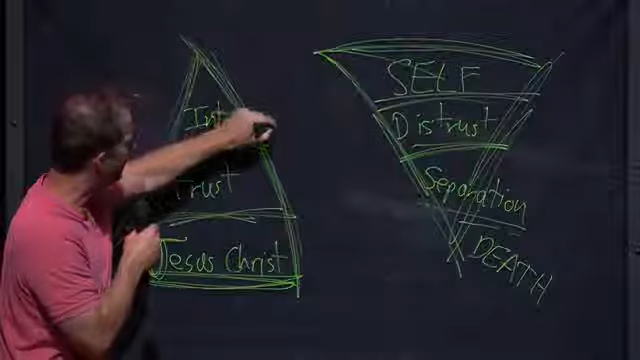 Trust
Jesus Christ
SELF
Distrust
Separation
DEATH